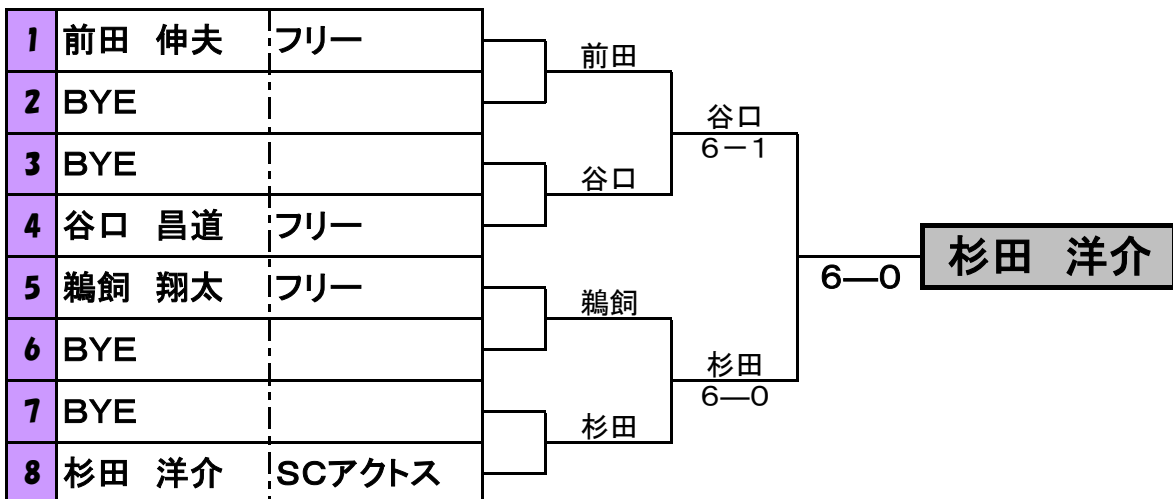 1 前田　伸夫 フリー
2 BYE
3 BYE
4 谷口　昌道 フリー
5 鵜飼　翔太 フリー
6 BYE
7 BYE
8 杉田　洋介 SCアクトス
前田
谷口
鵜飼
杉田
谷口
6－1
杉田
6―0
6―0
杉田　洋介